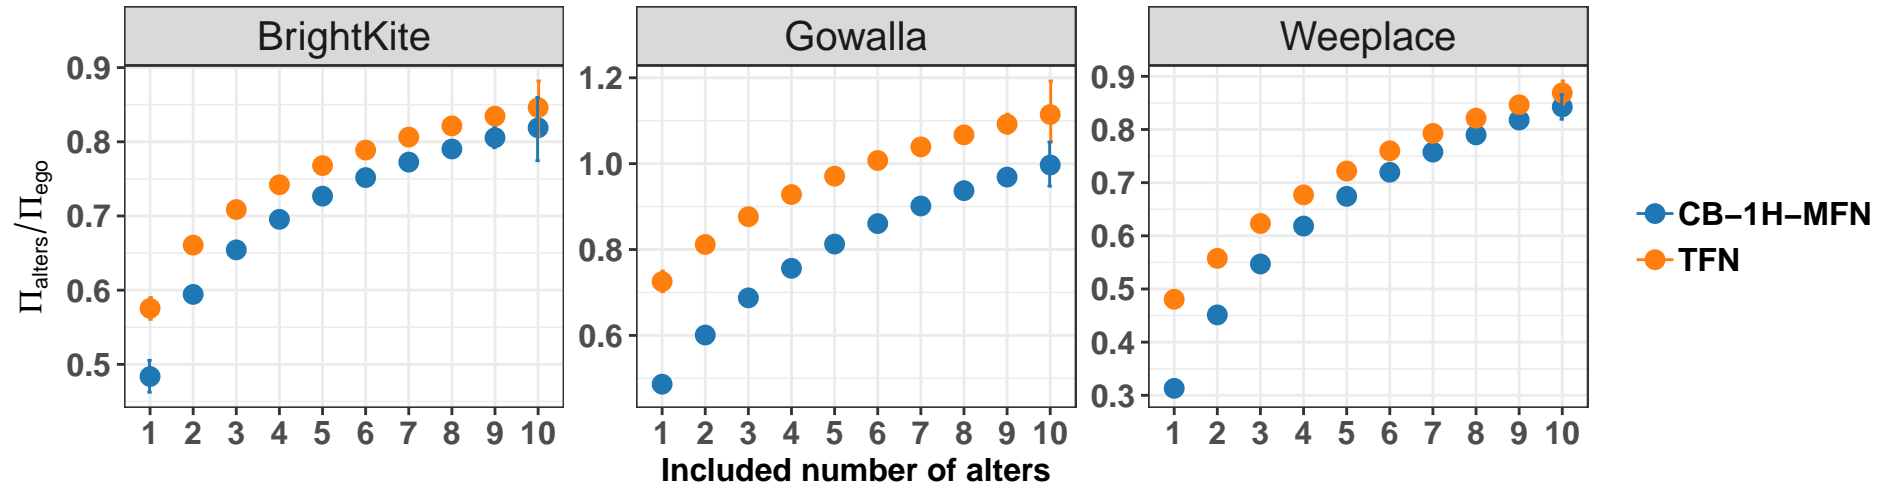 BrightKite
Gowalla
Weeplace
Πalters/Πego
0.9
0.8
0.7
0.6
0.5
1.2
1.0
0.8
0.6
0.9
0.8
0.7
0.6
0.5
0.4
0.3
1 2 3 4 5 6 7 8 9 10
1 2 3 4 5 6 7 8 9 10
1 2 3 4 5 6 7 8 9 10
Included number of alters
CB−1H−MFN
TFN